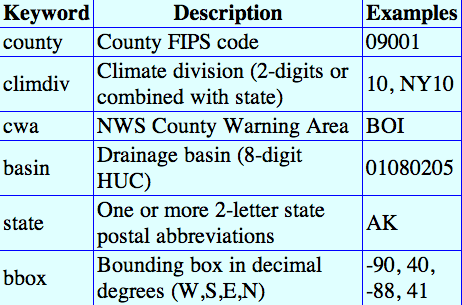 Keyword Description Examples
county County FIPS code 09001
climdiv Climate division (2-digits or combined with state) 10, NY10
cwa NWS County Warning Area BOI
basin Drainage basin (8-digit HUC) 01080205
state One or more 2-letter state postal abbreviations AK
bbox Bounding box in decimal degrees (W,S,E,N) -90, 40, -88, 41